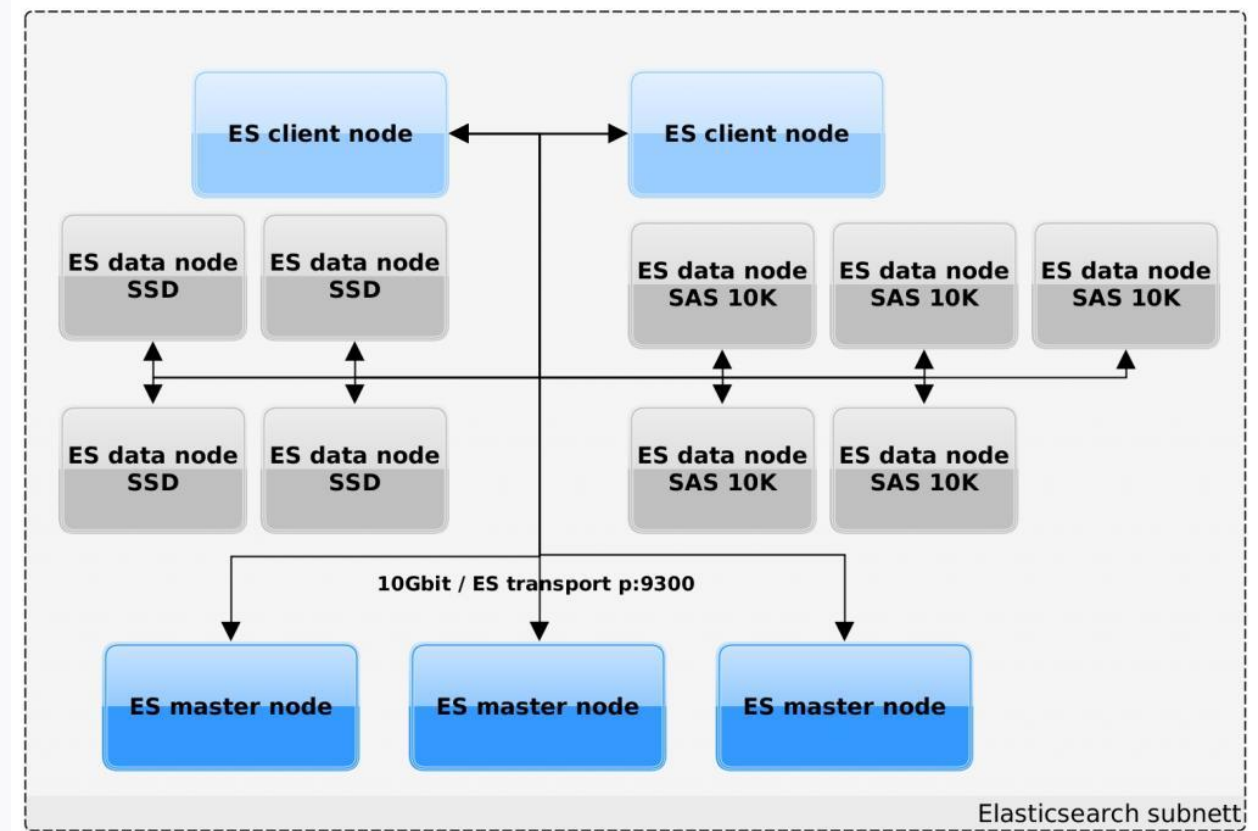 ES client node
ES client node
ES data node
SSD
ES data node
SSD
ES data node
SAS 10K
ES data node
SAS 10K
ES data node
SAS 10K
ES data node
SSD
ES data node
SSD
ES data node
SAS 10K
ES data node
SAS 10K
10Gbit / ES transport p:9300
ES master node
ES master node
ES master node
Elasticsearch subnett